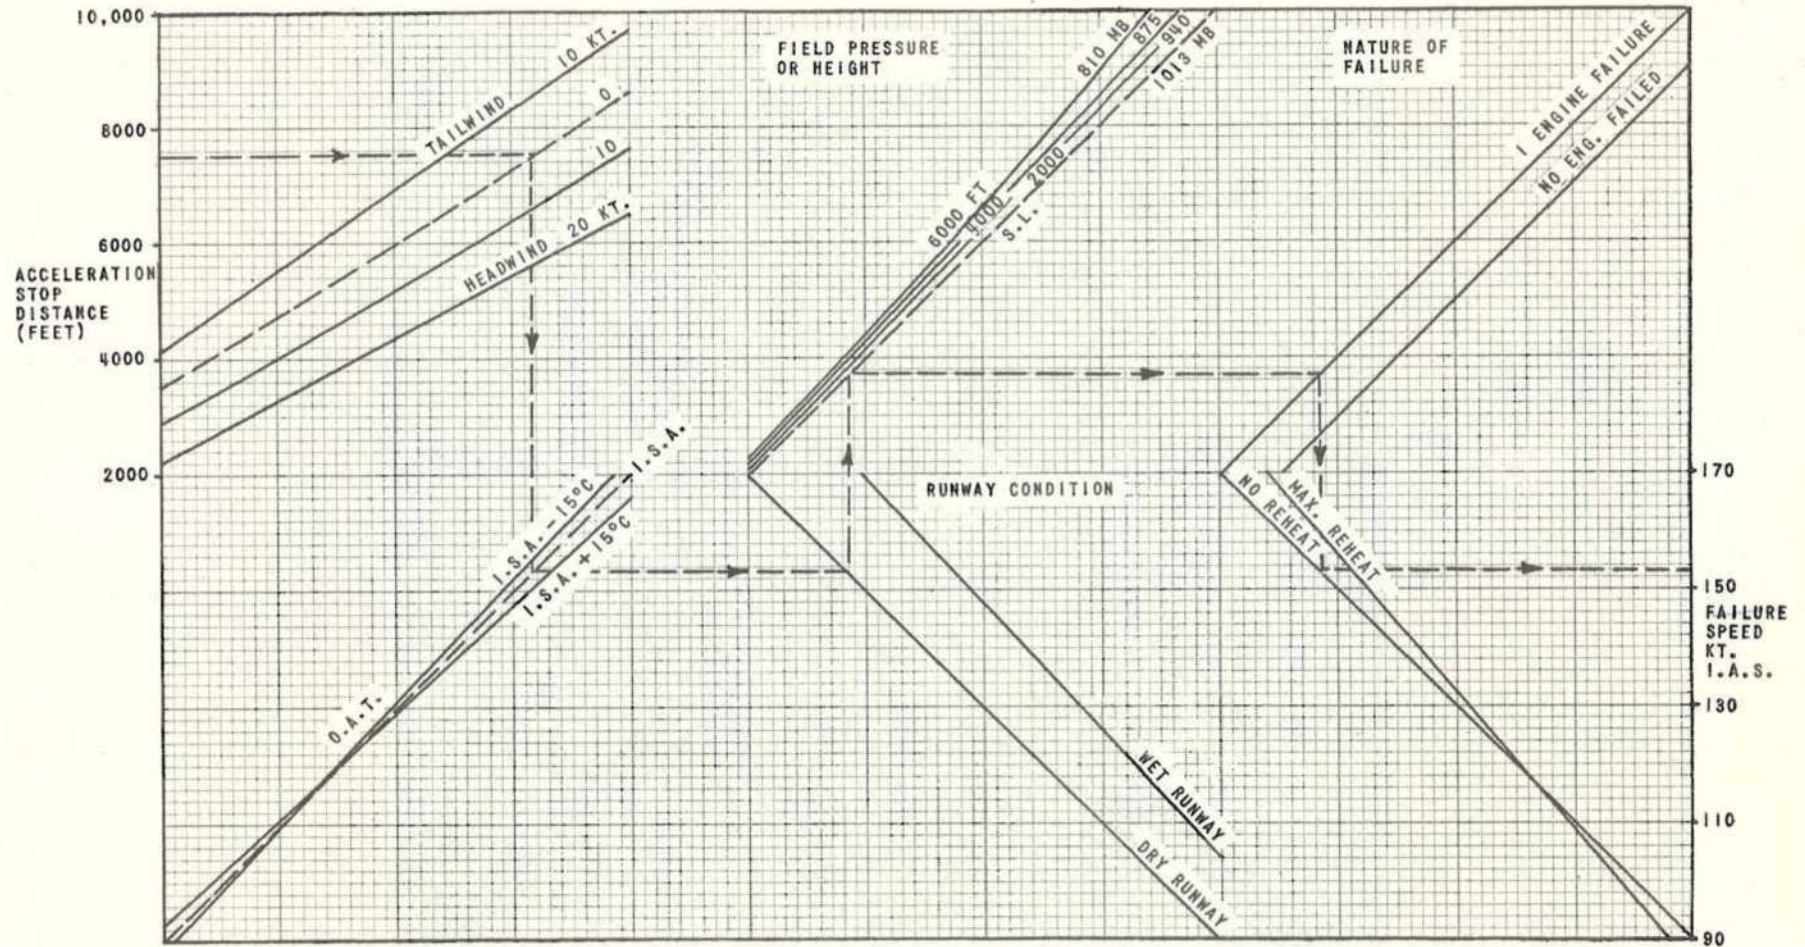 10,000
8000
6000
ACCELERATION
STOP
DISTANCE
(FEET)
4000
2000
TAILWIND 10 KT.
0
10
HEADWIND 20 KT.
FIELD PRESSURE
OR HEIGHT
810 MB
875
940
1013 MB
6000 FT
4000
2000
S.L.
NATURE OF
FAILURE
1 ENGINE FAILURE
NO ENG. FAILED
I.S.A. - 15°C
I.S.A.
I.S.A. + 15°C
O.A.T.
RUNWAY CONDITION
WET RUNWAY
DRY RUNWAY
NO REHEAT
MAX. REHEAT
170
150
FAILURE
SPEED
KT.
I.A.S.
130
110
90